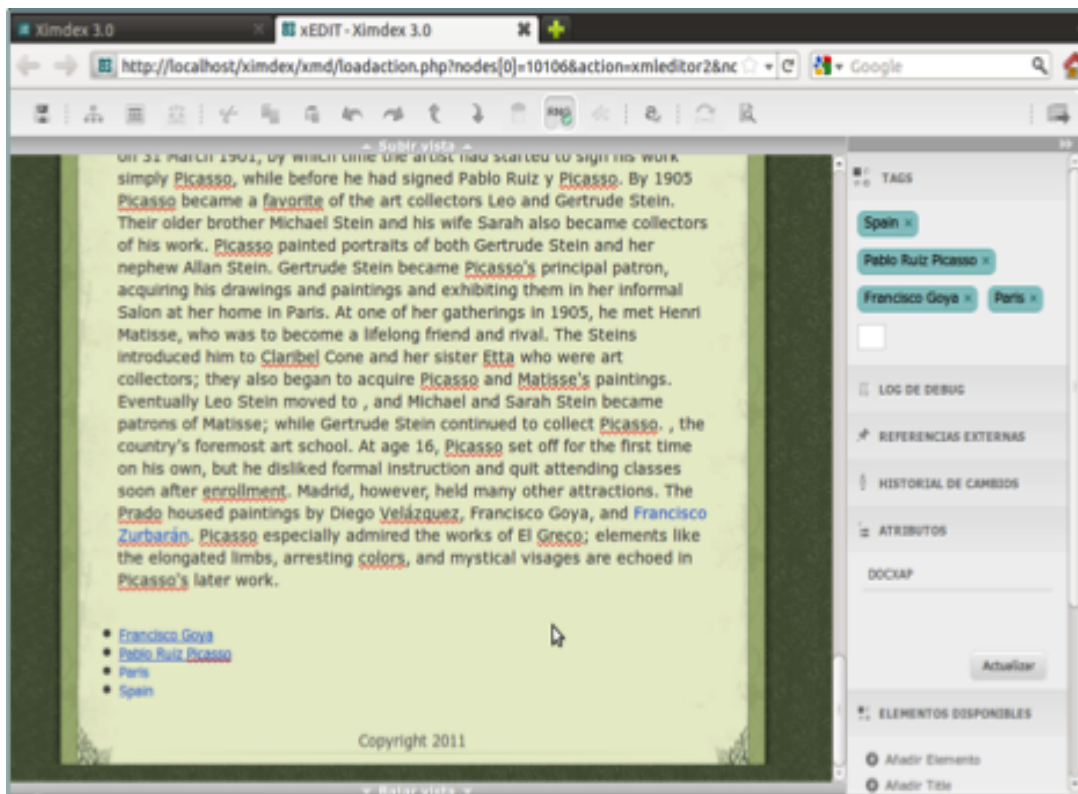 Ximdex 3.0
xEDIT - Ximdex 3.0
http://localhost/ximdex/xmd/loadaction.php?nodes[0]=10106&action=xmleditor2&nc
Google
Subir vista
on 31 March 1901, by which time the artist had started to sign his work
simply Picasso, while before he had signed Pablo Ruiz y Picasso. By 1905
Picasso became a favorite of the art collectors Leo and Gertrude Stein.
Their older brother Michael Stein and his wife Sarah also became collectors
of his work. Picasso painted portraits of both Gertrude Stein and her
nephew Allan Stein. Gertrude Stein became Picasso's principal patron,
acquiring his drawings and paintings and exhibiting them in her informal
Salon at her home in Paris. At one of her gatherings in 1905, he met Henri
Matisse, who was to become a lifelong friend and rival. The Steins
introduced him to Claribel Cone and her sister Etta who were art
collectors; they also began to acquire Picasso and Matisse's paintings.
Eventually Leo Stein moved to , and Michael and Sarah Stein became
patrons of Matisse; while Gertrude Stein continued to collect Picasso. , the
country's foremost art school. At age 16, Picasso set off for the first time
on his own, but he disliked formal instruction and quit attending classes
soon after enrollment. Madrid, however, held many other attractions. The
Prado housed paintings by Diego Velázquez, Francisco Goya, and Francisco
Zurbarán. Picasso especially admired the works of El Greco; elements like
the elongated limbs, arresting colors, and mystical visages are echoed in
Picasso's later work.
Francisco Goya
Pablo Ruiz Picasso
Paris
Spain
Copyright 2011
Bajar vista
TAGS
Spain ×
Pablo Ruiz Picasso ×
Francisco Goya × Paris ×
LOG DE DEBUG
REFERENCIAS EXTERNAS
HISTORIAL DE CAMBIOS
ATRIBUTOS
DOCXAP
Actualizar
ELEMENTOS DISPONIBLES
Añadir Elemento
Añadir Title